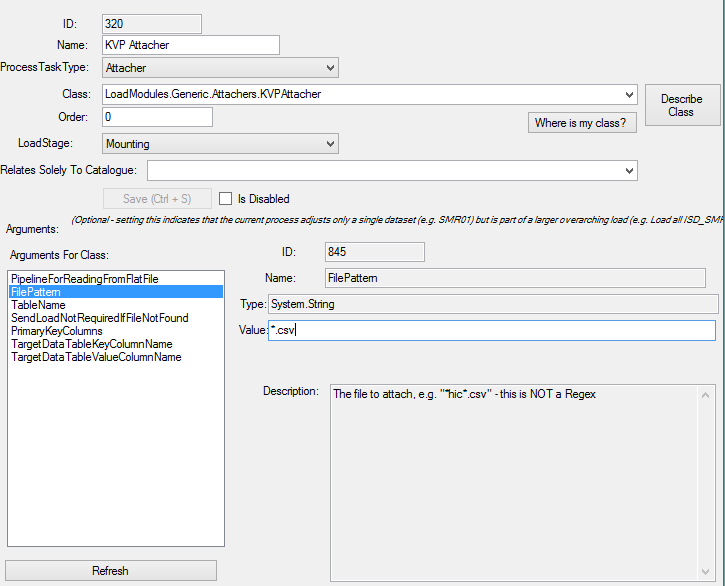 ID: 320
Name: KVP Attacher
ProcessTaskType: Attacher
Class: LoadModules.Generic.Attachers.KVPAttacher
Describe Class
Order: 0
Where is my class?
LoadStage: Mounting
Relates Solely To Catalogue:
Save (Ctrl + S) Is Disabled
(Optional - setting this indicates that the current process adjusts only a single dataset (e.g. SMR01) but is part of a larger overarching load (e.g. Load all ISD_SMR
Arguments:
Arguments For Class:
PipelineForReadingFromFlatFile
FilePattern
TableName
SendLoadNotRequiredIfFileNotFound
PrimaryKeyColumns
TargetDataTableKeyColumnName
TargetDataTableValueColumnName
Refresh
ID: 845
Name: FilePattern
Type: System.String
Value: *.csv
Description: The file to attach, e.g. "*hic*.csv" - this is NOT a Regex